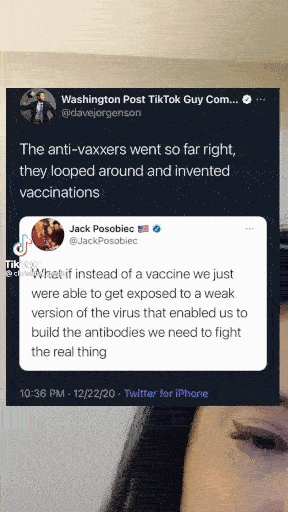 Washington Post TikTok Guy Com...
@davejorgenson
The anti-vaxxers went so far right,
they looped around and invented
vaccinations
Jack Posobiec
@JackPosobiec
What if instead of a vaccine we just
were able to get exposed to a weak
version of the virus that enabled us to
build the antibodies we need to fight
the real thing
10:36 PM · 12/22/20 · Twitter for iPhone